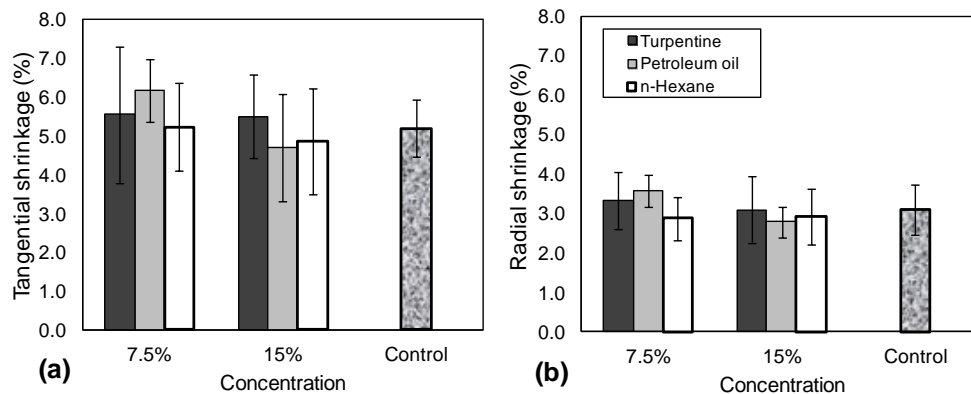 8.0
7.0
6.0
5.0
4.0
3.0
2.0
1.0
0.0
Tangential shrinkage (%)
7.5% 15% Control
Concentration
(a)
8.0
7.0
6.0
5.0
4.0
3.0
2.0
1.0
0.0
Radial shrinkage (%)
Turpentine
Petroleum oil
n-Hexane
7.5% 15% Control
Concentration
(b)